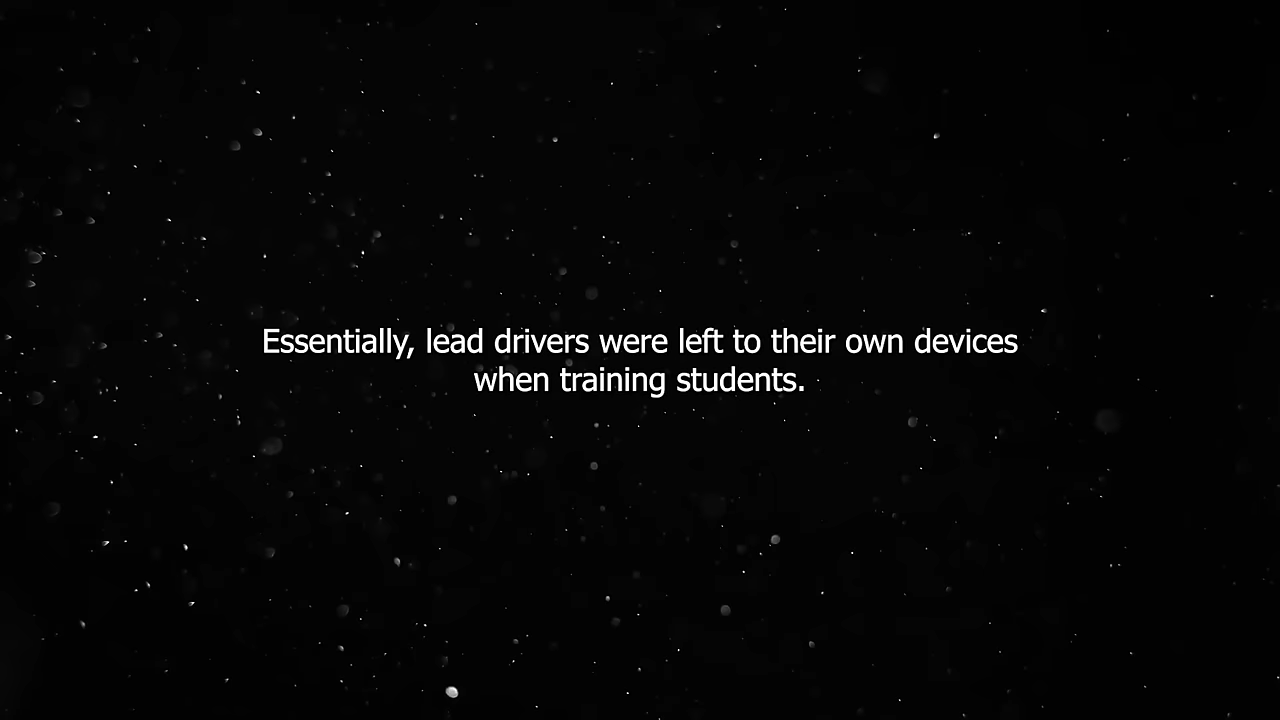 Essentially, lead drivers were left to their own devices
when training students.